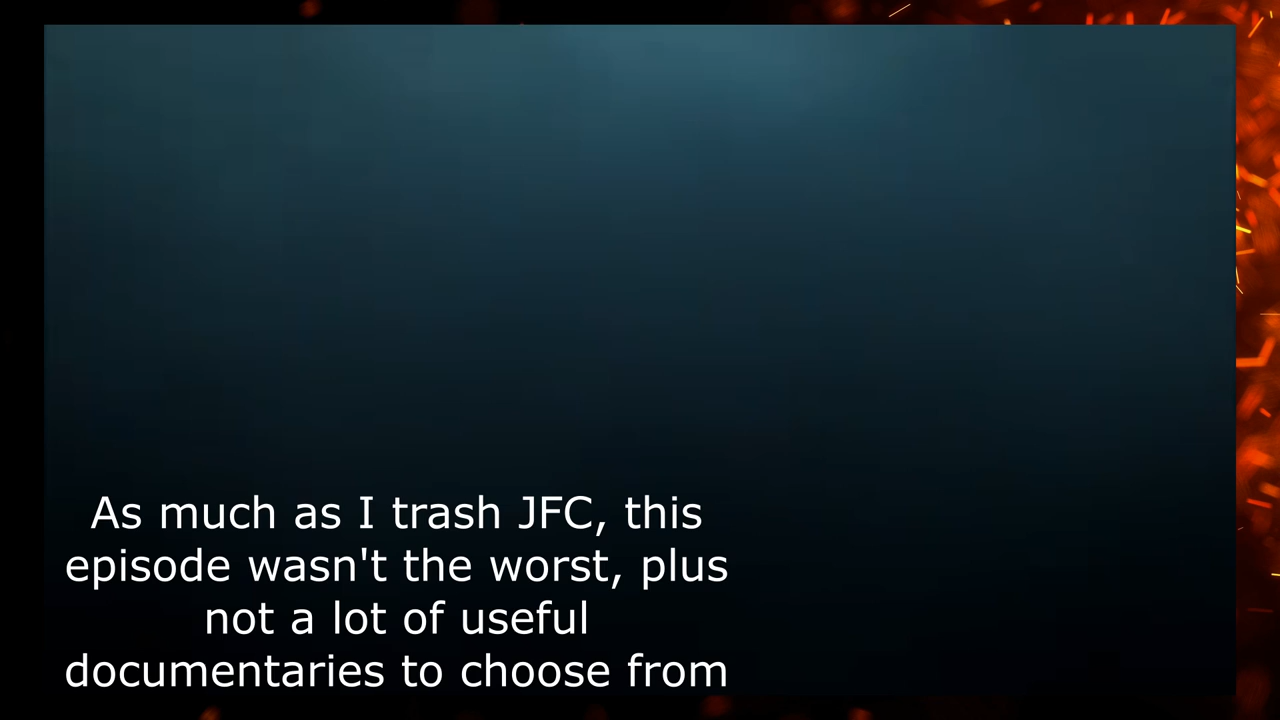 As much as I trash JFC, this
episode wasn't the worst, plus
not a lot of useful
documentaries to choose from